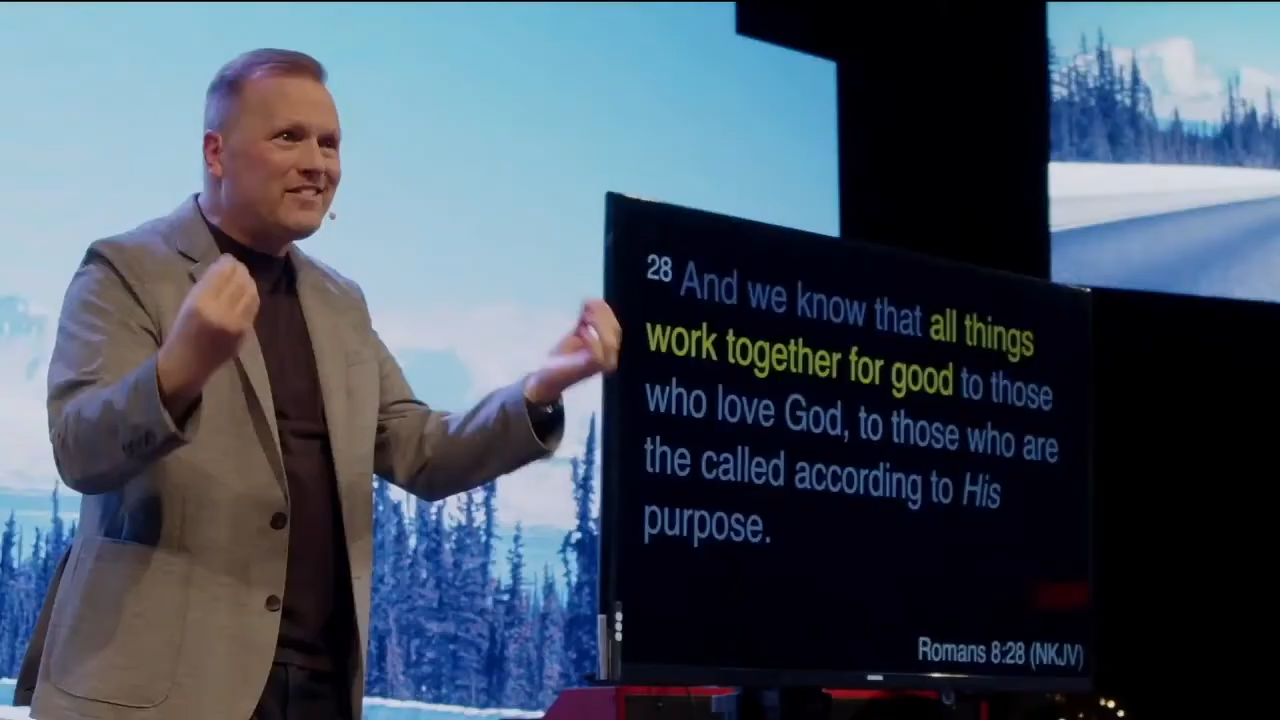 28 And we know that all things
work together for good to those
who love God, to those who are
the called according to His
purpose.
Romans 8:28 (NKJV)